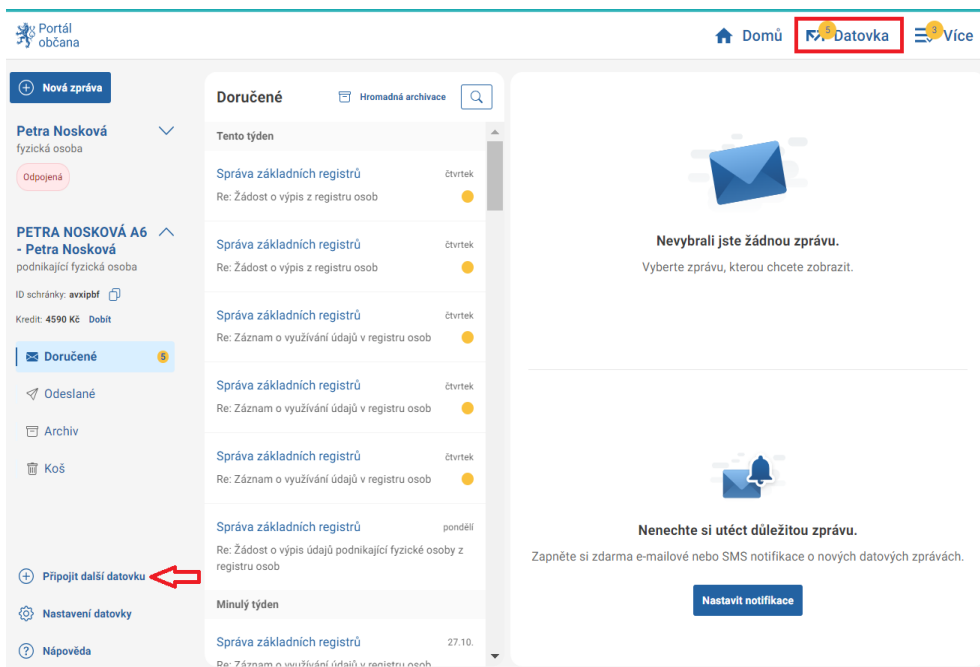 Portál
občana
Domů
5
Datovka
3
Více
Nová zpráva
Petra Nosková
fyzická osoba
Odpojená
PETRA NOSKOVÁ A6
- Petra Nosková
podnikající fyzická osoba
ID schránky: avxipbf
Kredit: 4590 Kč Dobít
Doručené 5
Odeslané
Archiv
Koš
Připojit další datovku
Nastavení datovky
Nápověda
Doručené
Hromadná archivace
Tento týden
Správa základních registrů čtvrtek
Re: Žádost o výpis z registru osob
Správa základních registrů čtvrtek
Re: Žádost o výpis z registru osob
Správa základních registrů čtvrtek
Re: Záznam o využívání údajů v registru osob
Správa základních registrů čtvrtek
Re: Záznam o využívání údajů v registru osob
Správa základních registrů čtvrtek
Re: Záznam o využívání údajů v registru osob
Správa základních registrů pondělí
Re: Žádost o výpis údajů podnikající fyzické osoby z
registru osob
Minulý týden
Správa základních registrů 27.10.
Re: Záznam o využívání údajů v registru osob
Nevybrali jste žádnou zprávu.
Vyberte zprávu, kterou chcete zobrazit.
Nenechte si utéct důležitou zprávu.
Zapněte si zdarma e-mailové nebo SMS notifikace o nových datových zprávách.
Nastavit notifikace